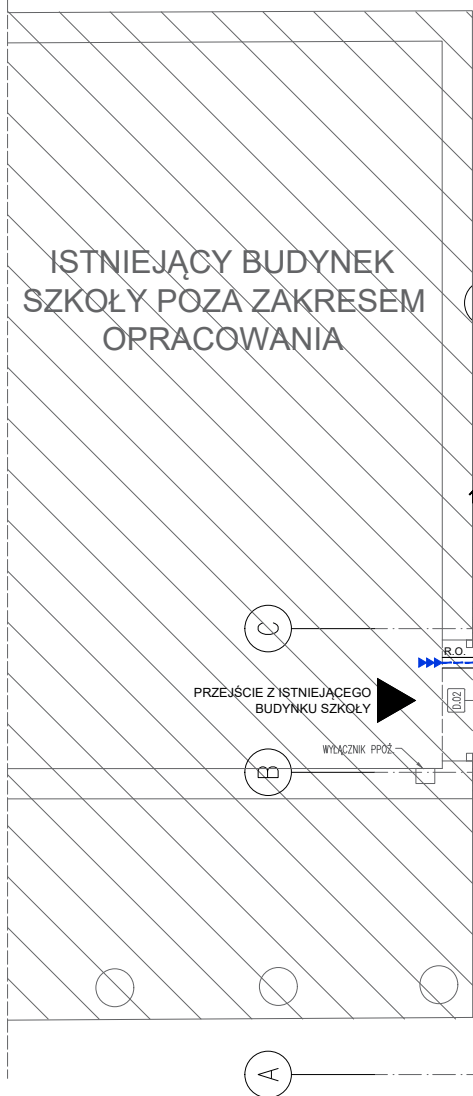 ISTNIEJĄCY BUDYNEK
SZKOŁY POZA ZAKRESEM
OPRACOWANIA
C
R.O.
PRZEJŚCIE Z ISTNIEJĄCEGO
BUDYNKU SZKOŁY
D.02
WYŁĄCZNIK PPOŻ.
B
A